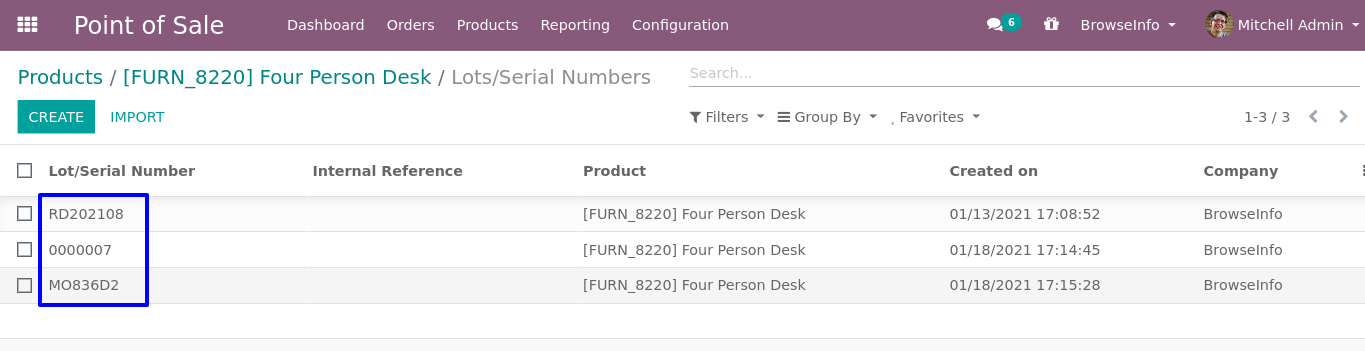 Point of Sale Dashboard Orders Products Reporting Configuration 6 BrowseInfo Mitchell Admin
Products / [FURN_8220] Four Person Desk / Lots/Serial Numbers Search...
CREATE IMPORT Filters Group By Favorites 1-3 / 3
Lot/Serial Number Internal Reference Product Created on Company
RD202108 [FURN_8220] Four Person Desk 01/13/2021 17:08:52 BrowseInfo
0000007 [FURN_8220] Four Person Desk 01/18/2021 17:14:45 BrowseInfo
MO836D2 [FURN_8220] Four Person Desk 01/18/2021 17:15:28 BrowseInfo